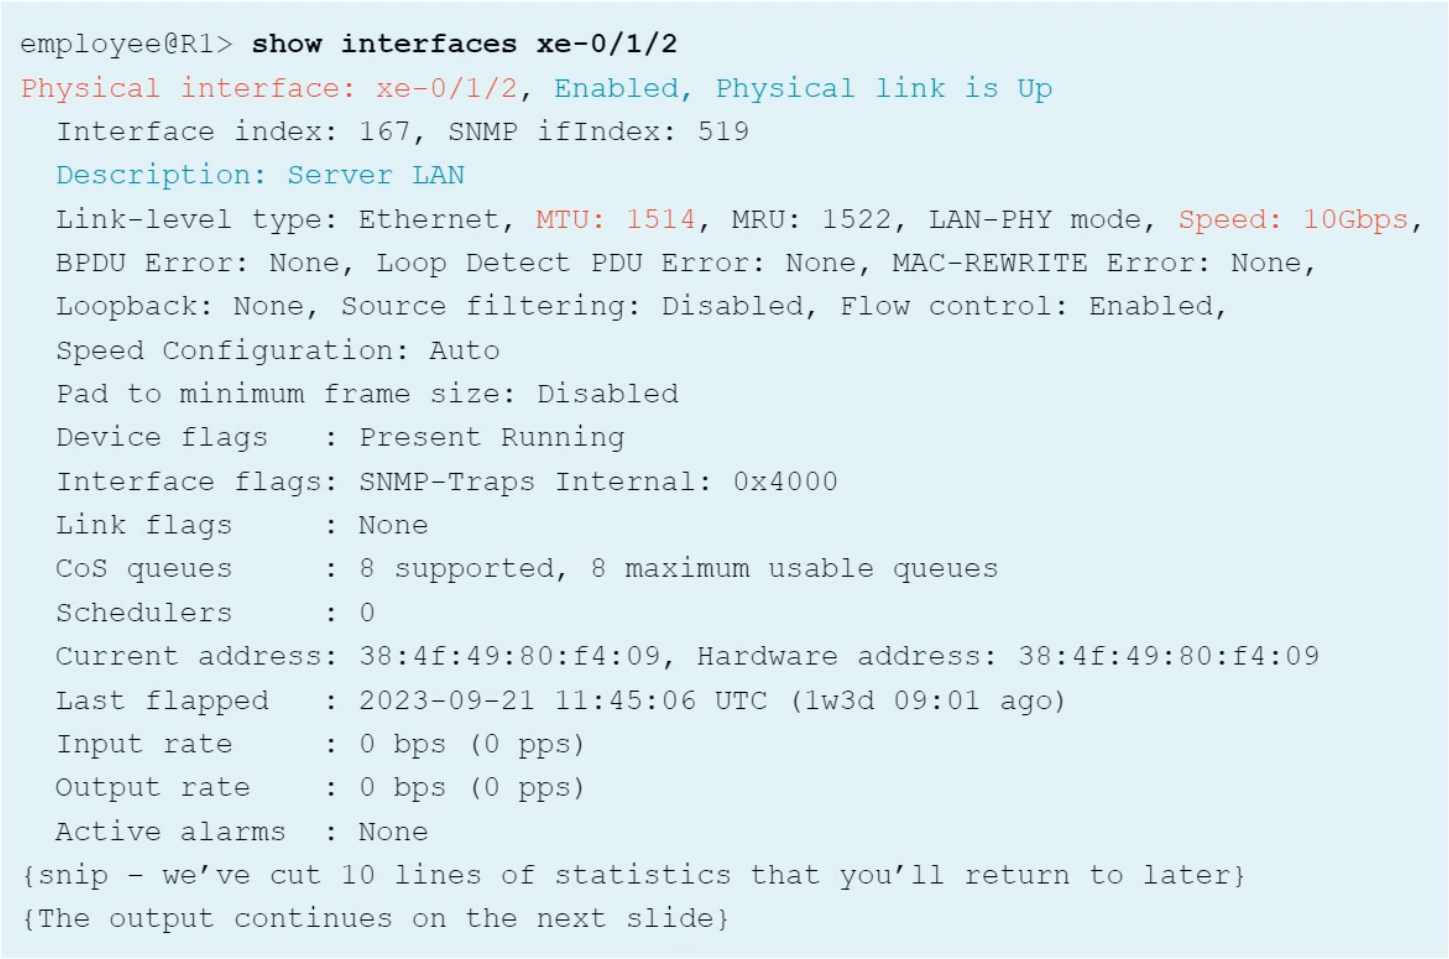 employee@R1> show interfaces xe-0/1/2
Physical interface: xe-0/1/2, Enabled, Physical link is Up
  Interface index: 167, SNMP ifIndex: 519
  Description: Server LAN
  Link-level type: Ethernet, MTU: 1514, MRU: 1522, LAN-PHY mode, Speed: 10Gbps,
  BPDU Error: None, Loop Detect PDU Error: None, MAC-REWRITE Error: None,
  Loopback: None, Source filtering: Disabled, Flow control: Enabled,
  Speed Configuration: Auto
  Pad to minimum frame size: Disabled
  Device flags   : Present Running
  Interface flags: SNMP-Traps Internal: 0x4000
  Link flags     : None
  CoS queues     : 8 supported, 8 maximum usable queues
  Schedulers     : 0
  Current address: 38:4f:49:80:f4:09, Hardware address: 38:4f:49:80:f4:09
  Last flapped   : 2023-09-21 11:45:06 UTC (1w3d 09:01 ago)
  Input rate     : 0 bps (0 pps)
  Output rate    : 0 bps (0 pps)
  Active alarms  : None
{snip – we’ve cut 10 lines of statistics that you’ll return to later}
{The output continues on the next slide}